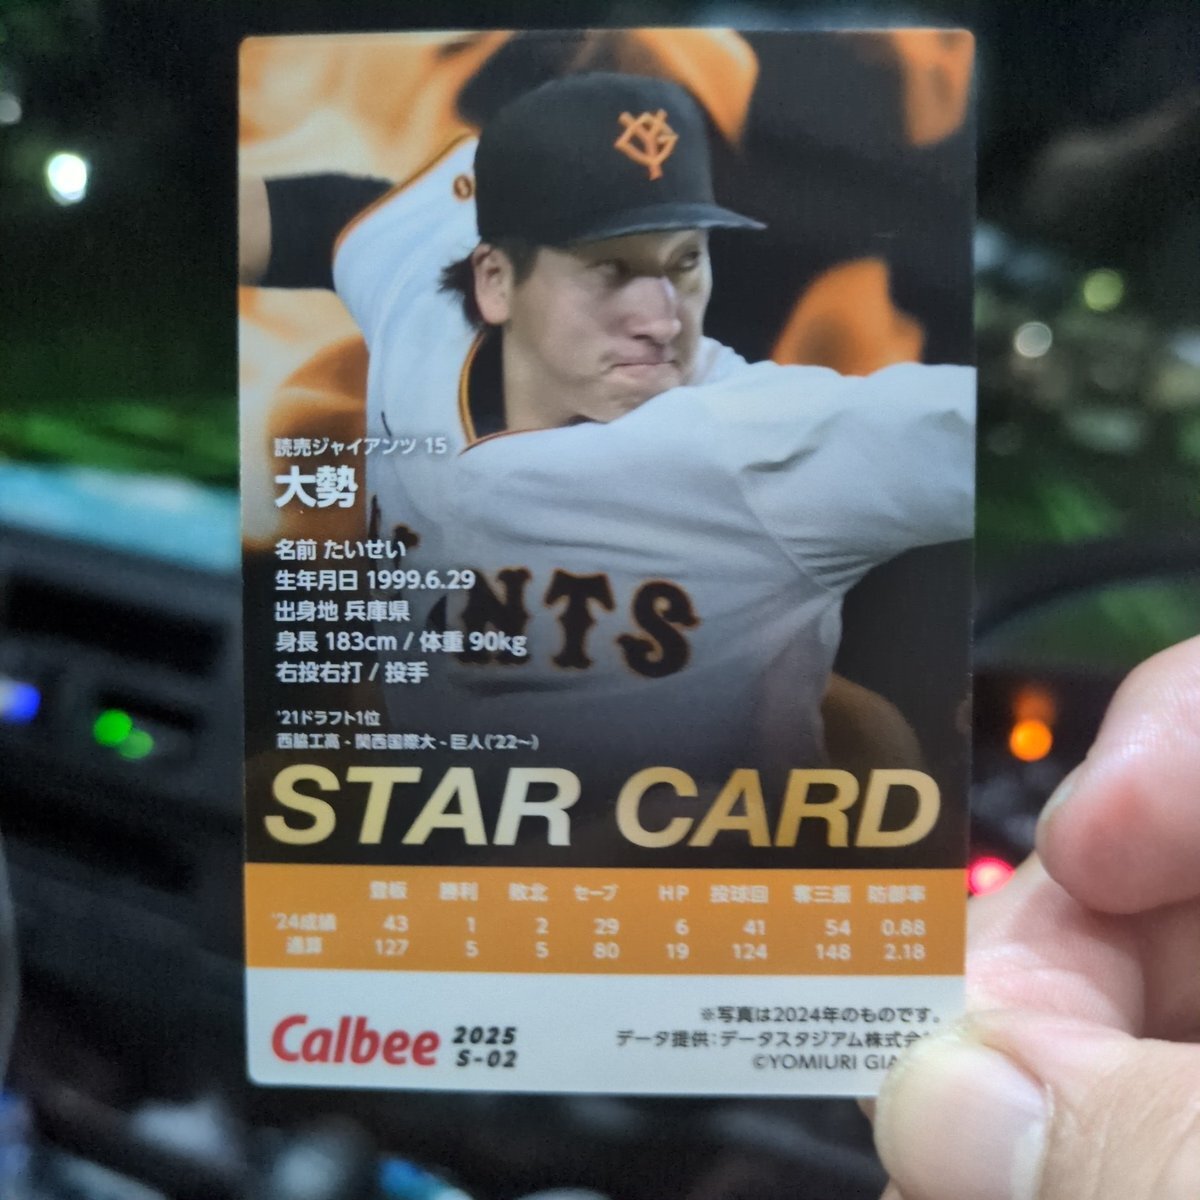 YG
読売ジャイアンツ 15
大勢
名前 たいせい
生年月日 1999.6.29
出身地 兵庫県
身長 183cm / 体重 90kg
右投右打 / 投手
NTS
'21ドラフト1位
西脇工高 - 関西国際大 - 巨人('22〜)
STAR CARD
登板 勝利 敗北 セーブ HP 投球回 奪三振 防御率
'24成績 43 1 2 29 6 41 54 0.88
通算 127 5 5 80 19 124 148 2.18
Calbee 2025
S-02
※写真は2024年のものです。
データ提供:データスタジアム株式会
©YOMIURI GIA